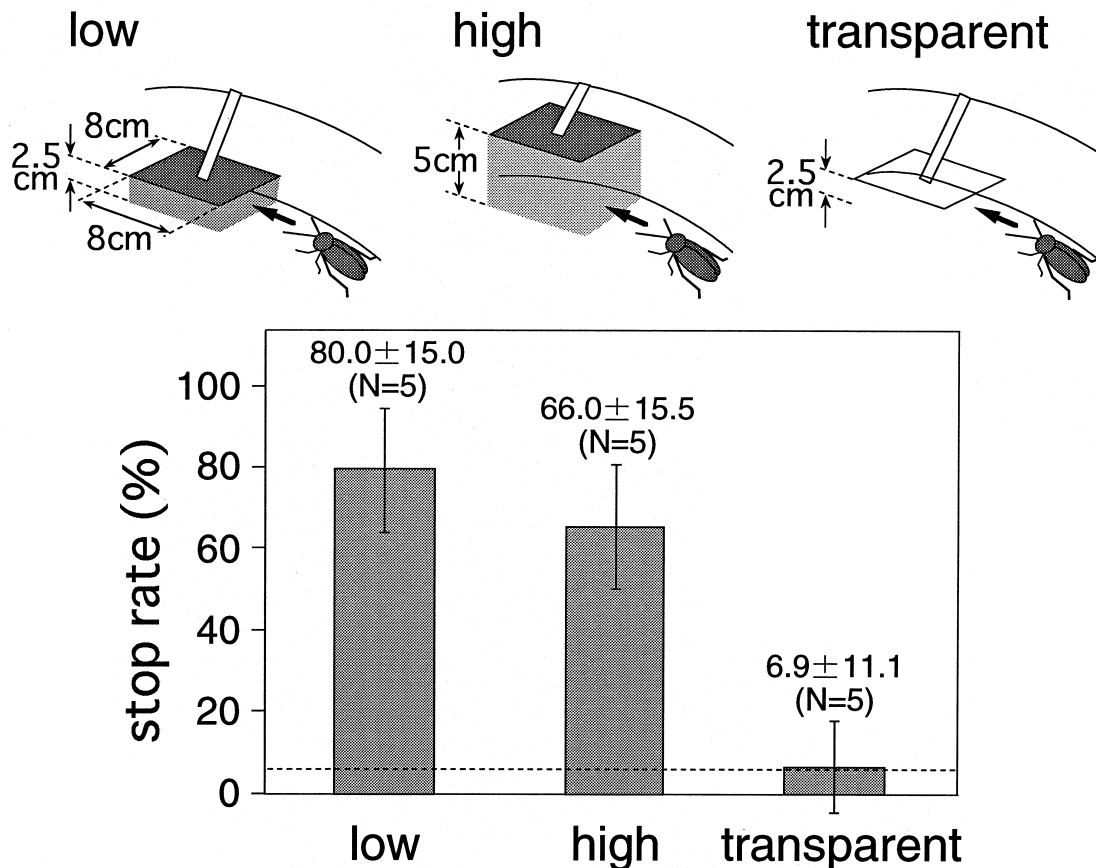 low
high
transparent
8cm
2.5
cm
8cm
5cm
2.5
cm
stop rate (%)
100
80
60
40
20
0
80.0±15.0
(N=5)
66.0±15.5
(N=5)
6.9±11.1
(N=5)
low
high
transparent